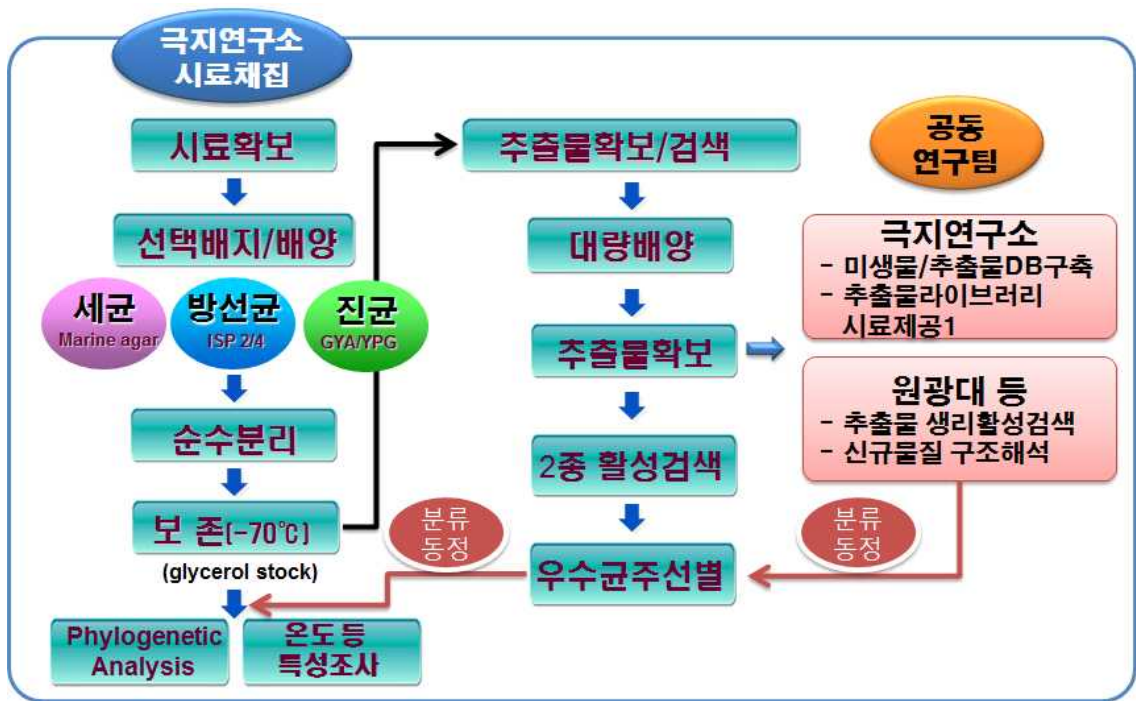 극지연구소
시료채집
시료확보
선택배지/배양
세균
Marine agar
방선균
ISP 2/4
진균
GYA/YPG
순수분리
보 존(-70℃)
(glycerol stock)
Phylogenetic
Analysis
온도 등
특성조사
추출물확보/검색
대량배양
추출물확보
2종 활성검색
우수균주선별
분류
동정
공동
연구팀
극지연구소
- 미생물/추출물DB구축
- 추출물라이브러리
시료제공1
원광대 등
- 추출물 생리활성검색
- 신규물질 구조해석
분류
동정